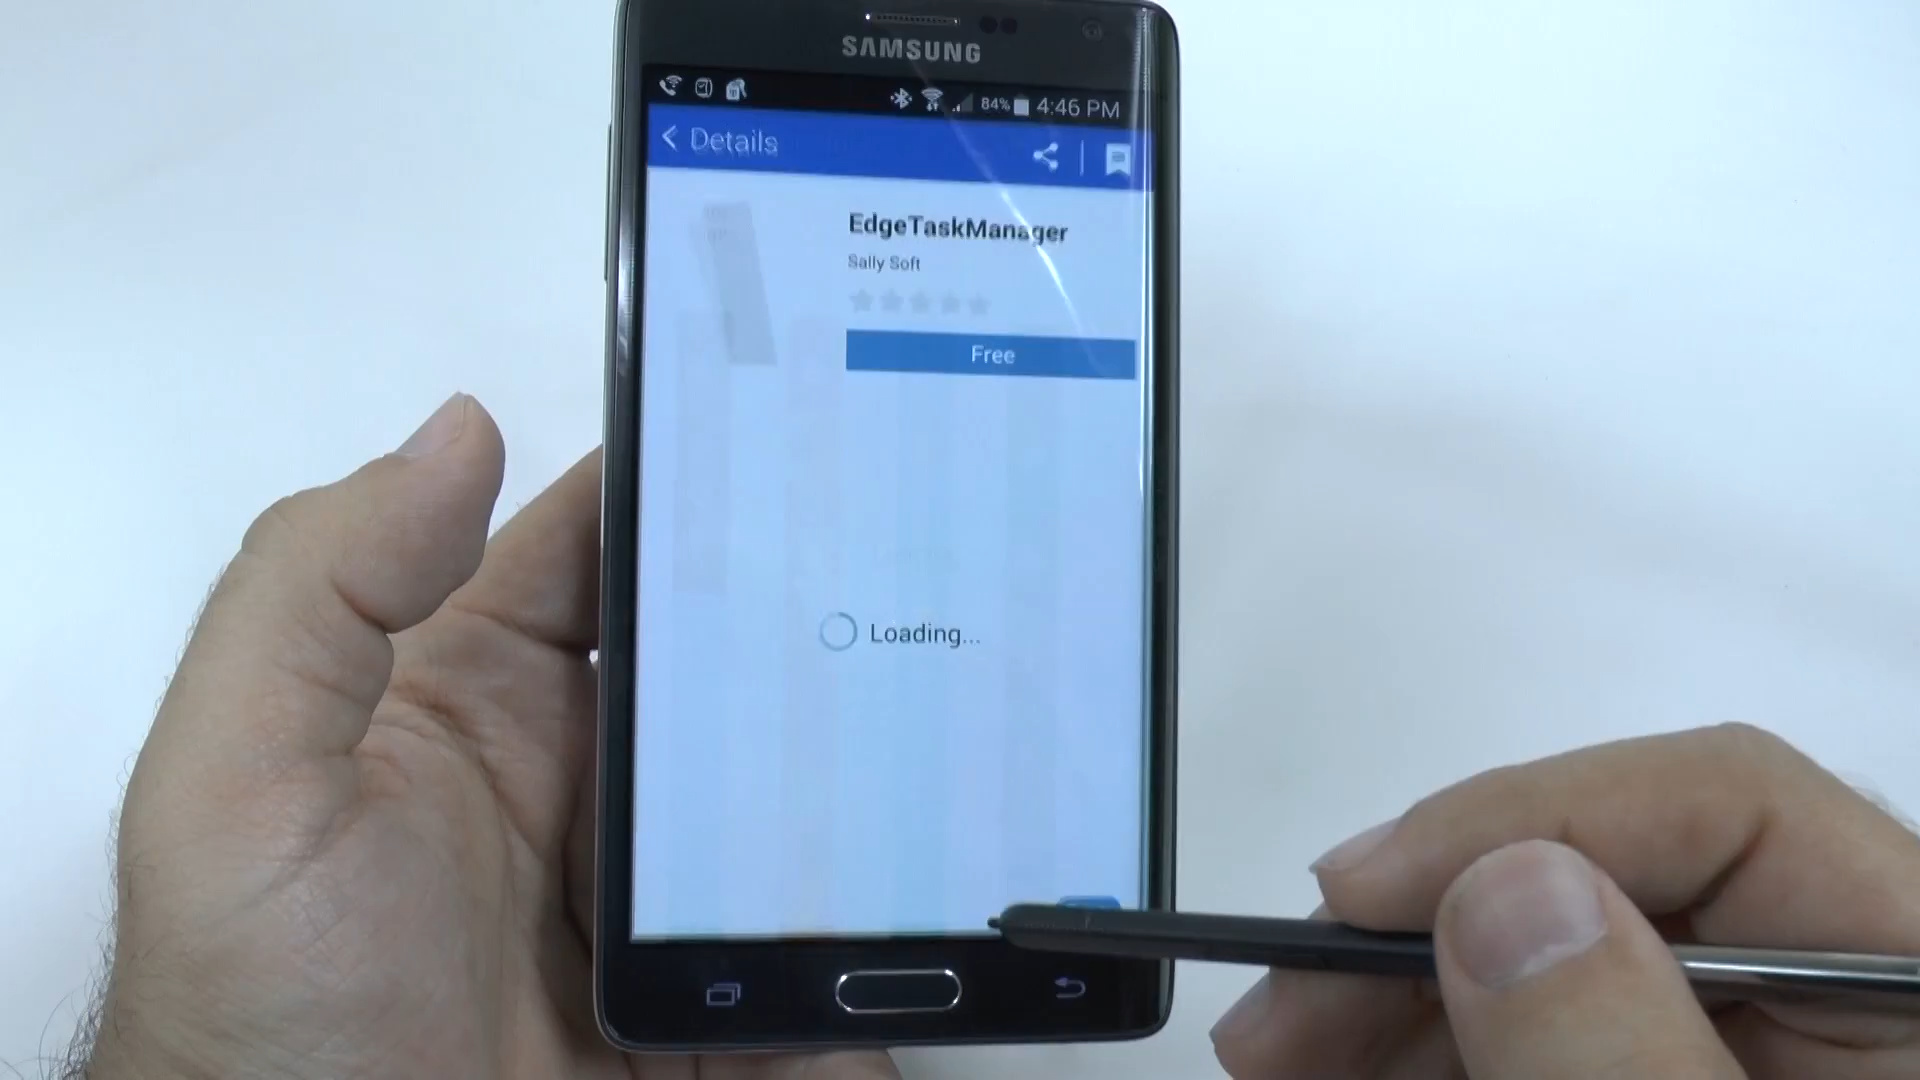 SAMSUNG
84% 4:46 PM
Details
EdgeTaskManager
Sally Soft
Free
Loading...